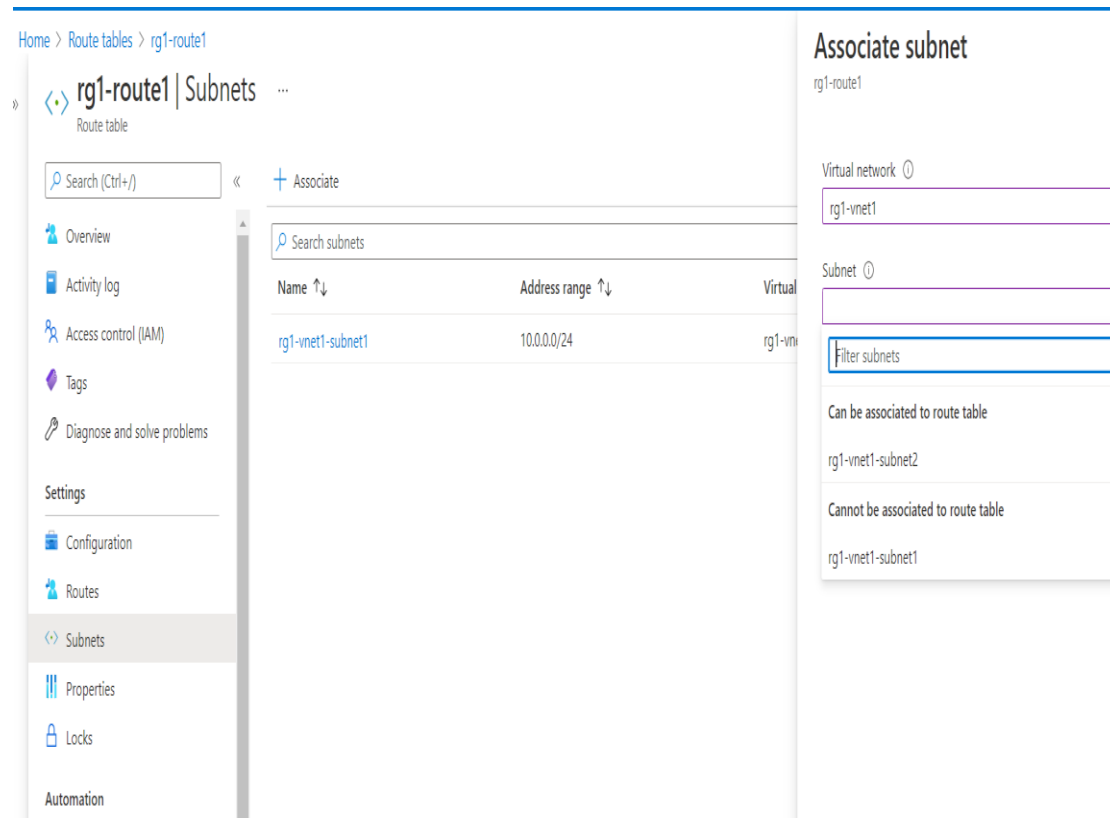 Home > Route tables > rg1-route1
rg1-route1 | Subnets ...
Route table
Search (Ctrl+/)
Overview
Activity log
Access control (IAM)
Tags
Diagnose and solve problems
Settings
Configuration
Routes
Subnets
Properties
Locks
Automation
+ Associate
Search subnets
Name ↑↓ Address range ↑↓ Virtual
rg1-vnet1-subnet1 10.0.0.0/24 rg1-vn
Associate subnet
rg1-route1
Virtual network
rg1-vnet1
Subnet
Filter subnets
Can be associated to route table
rg1-vnet1-subnet2
Cannot be associated to route table
rg1-vnet1-subnet1